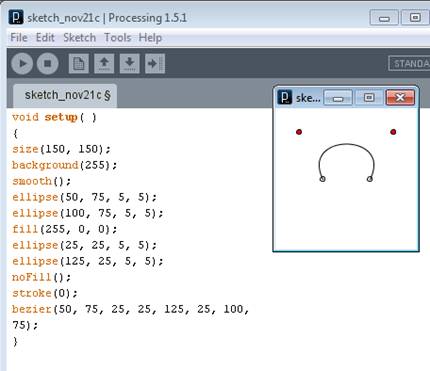 sketch_nov21c | Processing 1.5.1
File Edit Sketch Tools Help
STANDA
sketch_nov21c §
ske...
void setup( )
{
size(150, 150);
background(255);
smooth();
ellipse(50, 75, 5, 5);
ellipse(100, 75, 5, 5);
fill(255, 0, 0);
ellipse(25, 25, 5, 5);
ellipse(125, 25, 5, 5);
noFill();
stroke(0);
bezier(50, 75, 25, 25, 125, 25, 100,
75);
}